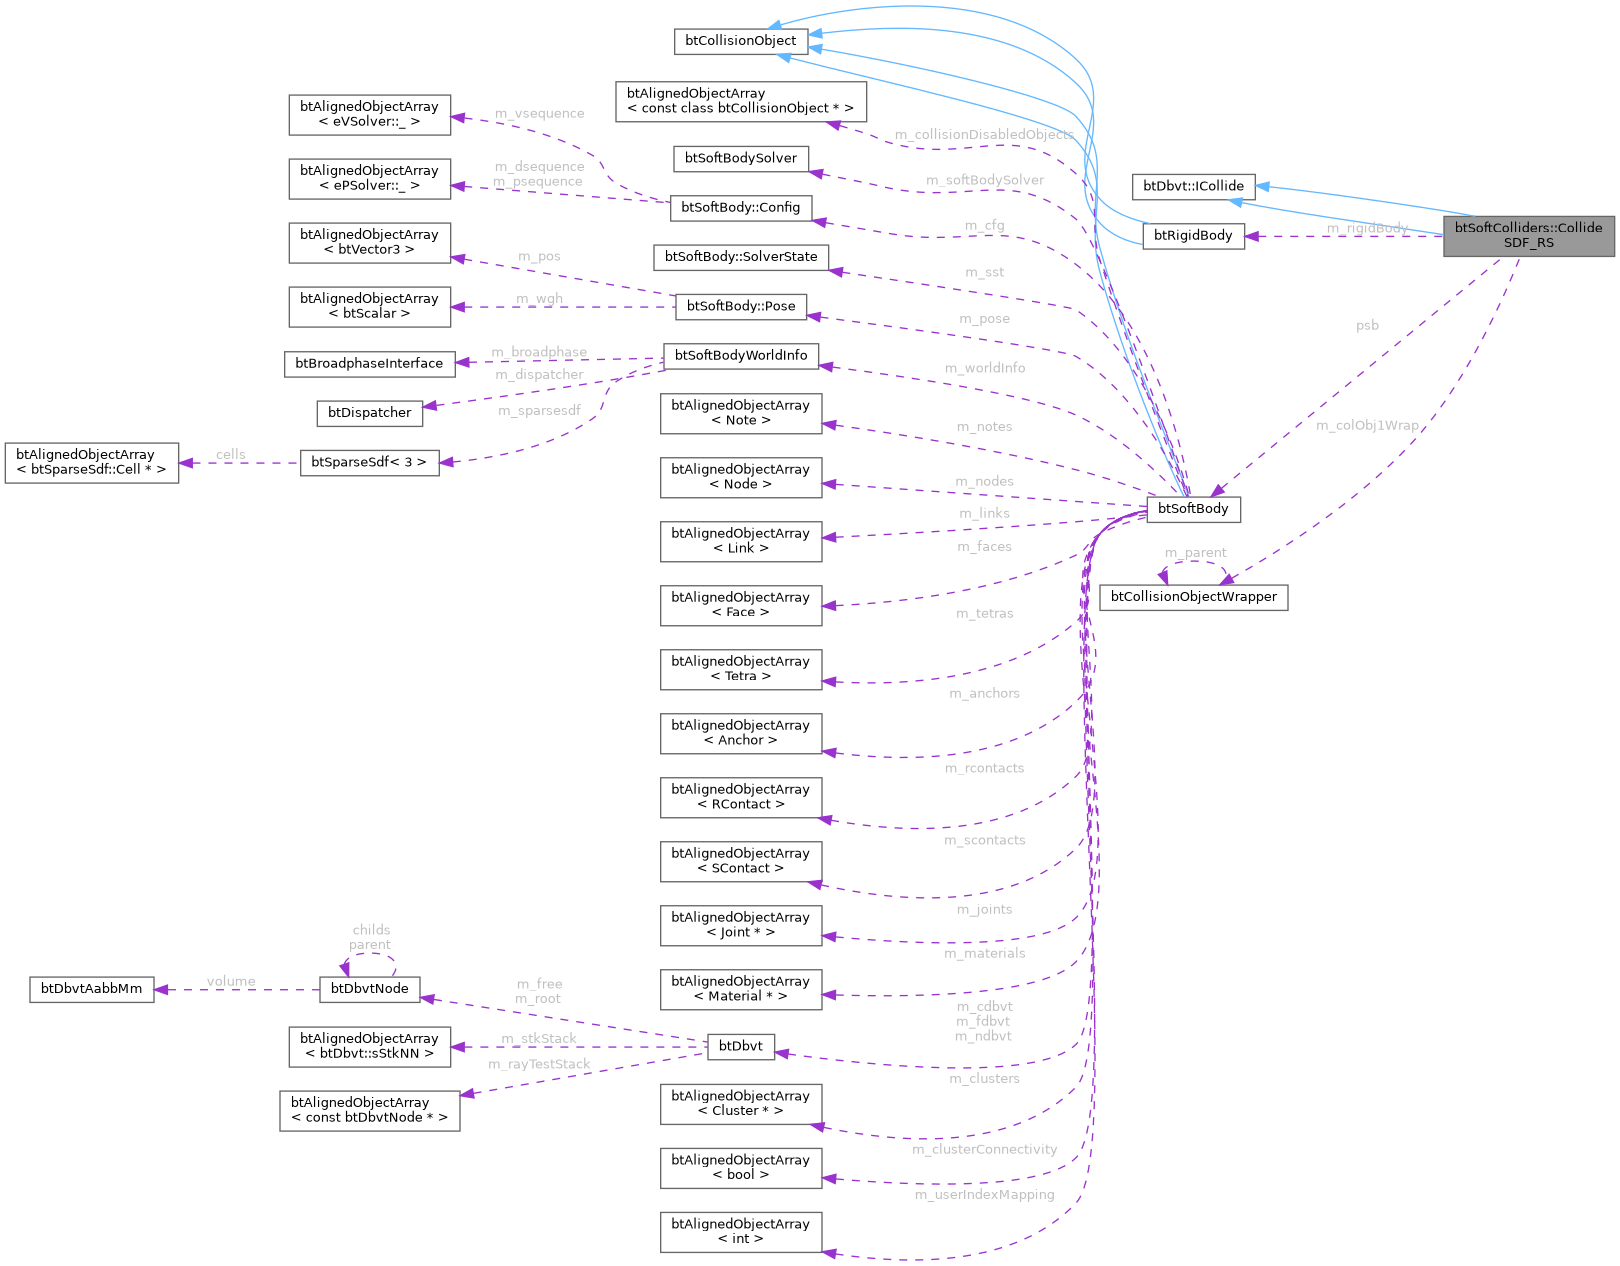 btCollisionObject
btAlignedObjectArray
< const class btCollisionObject * >
btAlignedObjectArray
< eVSolver::_ >
m_vsequence
m_collisionDisabledObjects
btSoftBodySolver
btAlignedObjectArray
< ePSolver::_ >
m_dsequence
m_psequence
m_softBodySolver
btDbvt::ICollide
btSoftBody::Config
m_cfg
btAlignedObjectArray
< btVector3 >
btRigidBody
m_rigidBody
btSoftColliders::Collide
SDF_RS
m_pos
btSoftBody::SolverState
m_sst
btAlignedObjectArray
< btScalar >
m_wgh
btSoftBody::Pose
m_pose
psb
btBroadphaseInterface
m_broadphase
btSoftBodyWorldInfo
m_worldInfo
m_dispatcher
btDispatcher
m_sparsesdf
btAlignedObjectArray
< Note >
m_notes
m_colObj1Wrap
btAlignedObjectArray
< btSparseSdf::Cell * >
cells
btSparseSdf< 3 >
btAlignedObjectArray
< Node >
m_nodes
btSoftBody
m_links
btAlignedObjectArray
< Link >
m_faces
m_parent
btAlignedObjectArray
< Face >
btCollisionObjectWrapper
m_tetras
btAlignedObjectArray
< Tetra >
m_anchors
btAlignedObjectArray
< Anchor >
m_rcontacts
btAlignedObjectArray
< RContact >
m_scontacts
btAlignedObjectArray
< SContact >
m_joints
btAlignedObjectArray
< Joint * >
m_materials
childs
parent
btDbvtAabbMm
volume
btDbvtNode
m_free
m_root
btAlignedObjectArray
< Material * >
m_cdbvt
m_fdbvt
m_ndbvt
btAlignedObjectArray
< btDbvt::sStkNN >
m_stkStack
btDbvt
m_rayTestStack
m_clusters
btAlignedObjectArray
< const btDbvtNode * >
btAlignedObjectArray
< Cluster * >
m_clusterConnectivity
btAlignedObjectArray
< bool >
m_userIndexMapping
btAlignedObjectArray
< int >